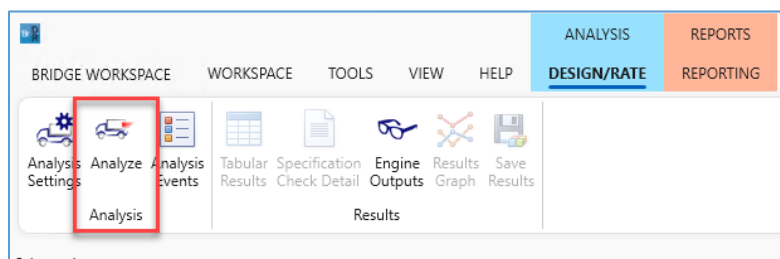 ANALYSIS REPORTS
BRIDGE WORKSPACE WORKSPACE TOOLS VIEW HELP DESIGN/RATE REPORTING
Analysis Analyze Analysis Tabular Specification Engine Results Save
Settings Events Results Check Detail Outputs Graph Results
Analysis Results